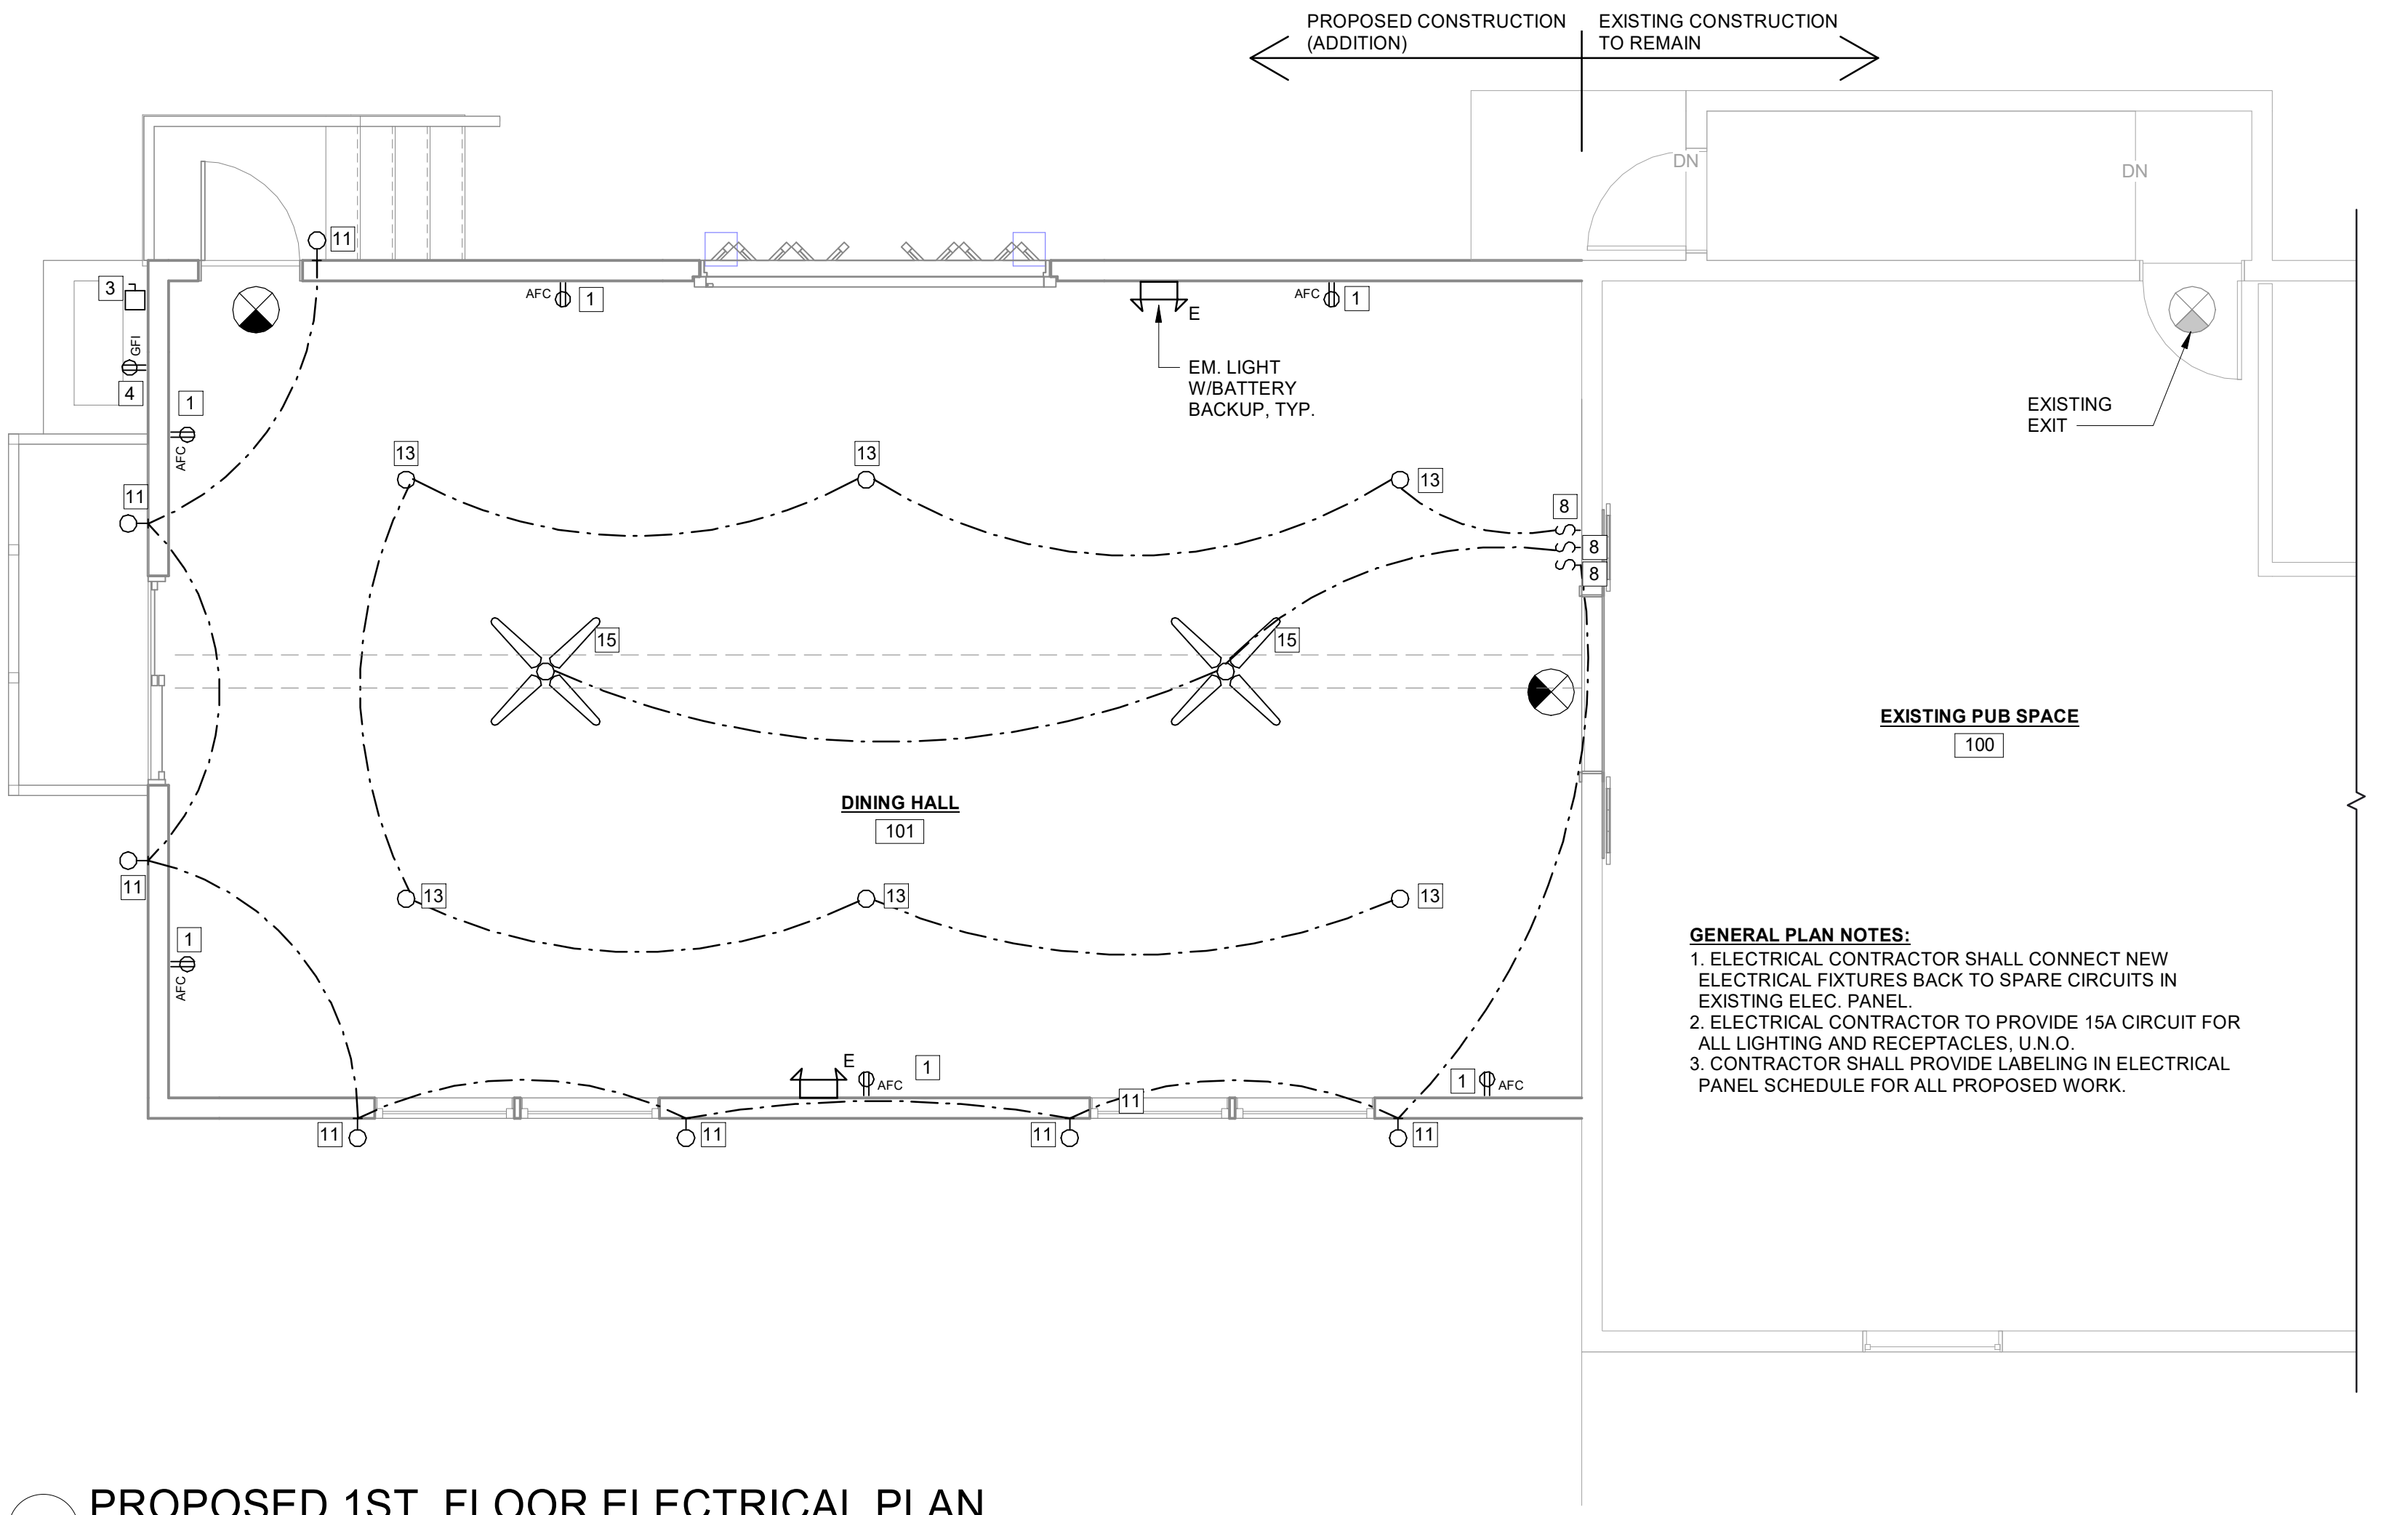 PROPOSED CONSTRUCTION
(ADDITION)
EXISTING CONSTRUCTION
TO REMAIN
DN
DN
11
3
AFC
1
AFC
1
E
GFI
4
EM. LIGHT
W/BATTERY
BACKUP, TYP.
EXISTING
EXIT
1
AFC
13
13
13
11
8
8
8
15
15
EXISTING PUB SPACE
100
DINING HALL
101
11
13
13
13
1
AFC
GENERAL PLAN NOTES:
1. ELECTRICAL CONTRACTOR SHALL CONNECT NEW
ELECTRICAL FIXTURES BACK TO SPARE CIRCUITS IN
EXISTING ELEC. PANEL.
2. ELECTRICAL CONTRACTOR TO PROVIDE 15A CIRCUIT FOR
ALL LIGHTING AND RECEPTACLES, U.N.O.
3. CONTRACTOR SHALL PROVIDE LABELING IN ELECTRICAL
PANEL SCHEDULE FOR ALL PROPOSED WORK.
E
AFC
1
1
AFC
11
11
11
11
11
PROPOSED 1ST. FLOOR ELECTRICAL PLAN